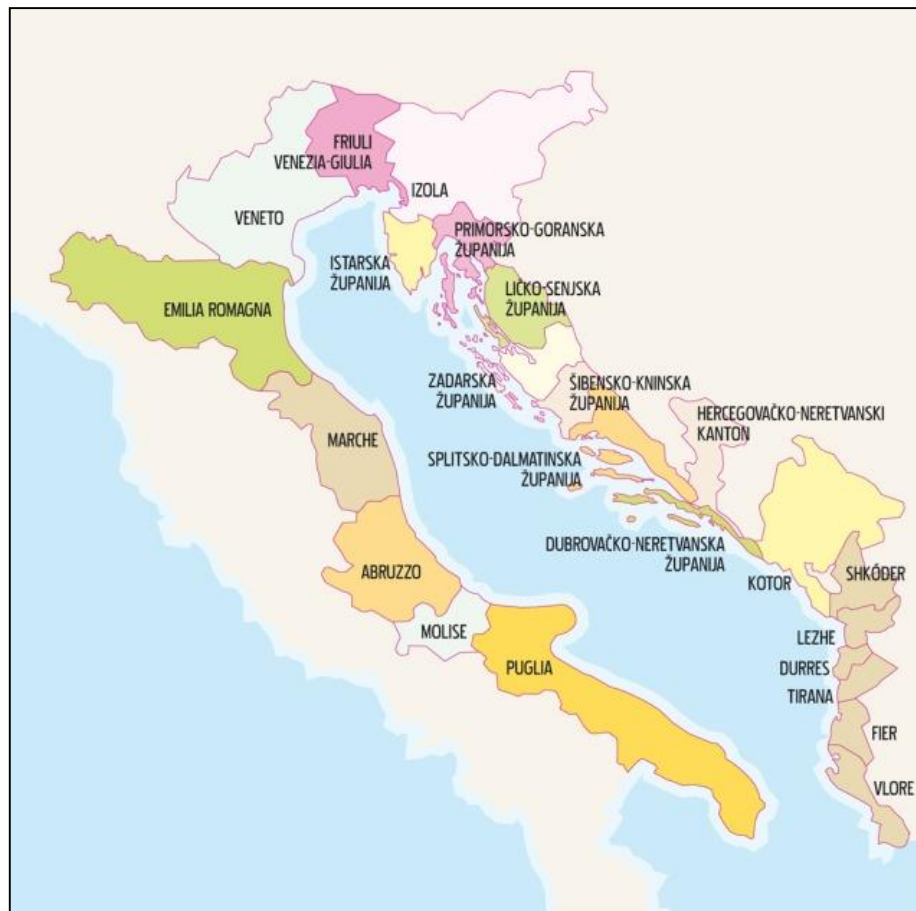 FRIULI
VENEZIA-GIULIA
IZOLA
VENETO
PRIMORSKO-GORANSKA
ŽUPANIJA
ISTARSKA
ŽUPANIJA
LIČKO-SENJSKA
ŽUPANIJA
EMILIA ROMAGNA
ZADARSKA
ŽUPANIJA
ŠIBENSKO-KNINSKA
ŽUPANIJA
HERCEGOVAČKO-NERETVANSKI
KANTON
MARCHE
SPLITSKO-DALMATINSKA
ŽUPANIJA
DUBROVAČKO-NERETVANSKA
ŽUPANIJA
ABRUZZO
KOTOR
SHKÓDER
MOLISE
LEZHE
PUGLIA
DURRES
TIRANA
FIER
VLORE